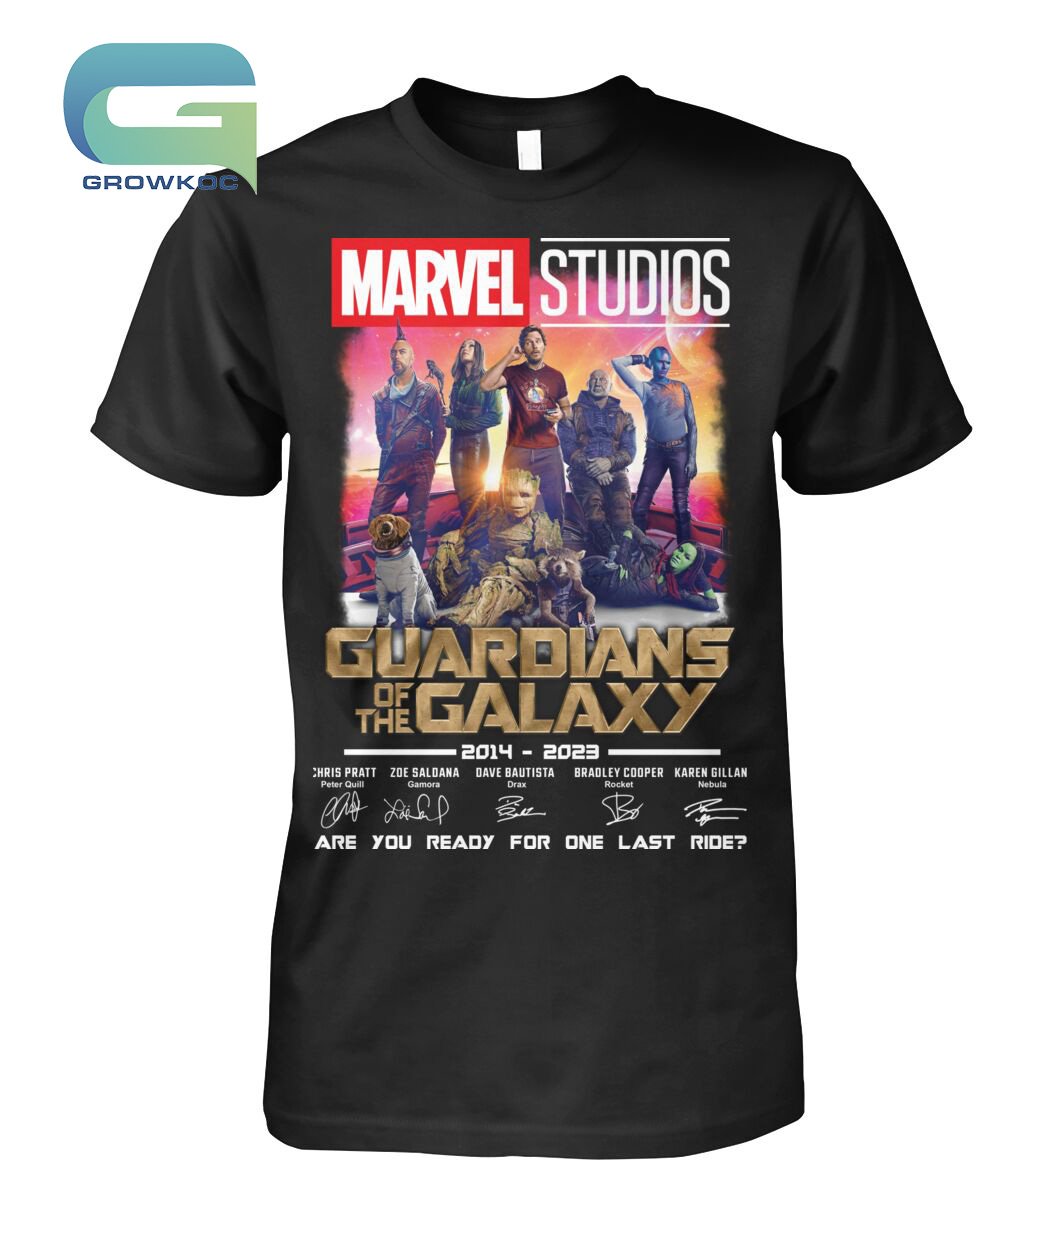 GROWKOC
MARVEL STUDIOS
GUARDIANS
OF
THE GALAXY
2014 - 2023
CHRIS PRATT ZOE SALDANA DAVE BAUTISTA BRADLEY COOPER KAREN GILLAN
Peter Quill Gamora Drax Rocket Nebula
ARE YOU READY FOR ONE LAST RIDE?